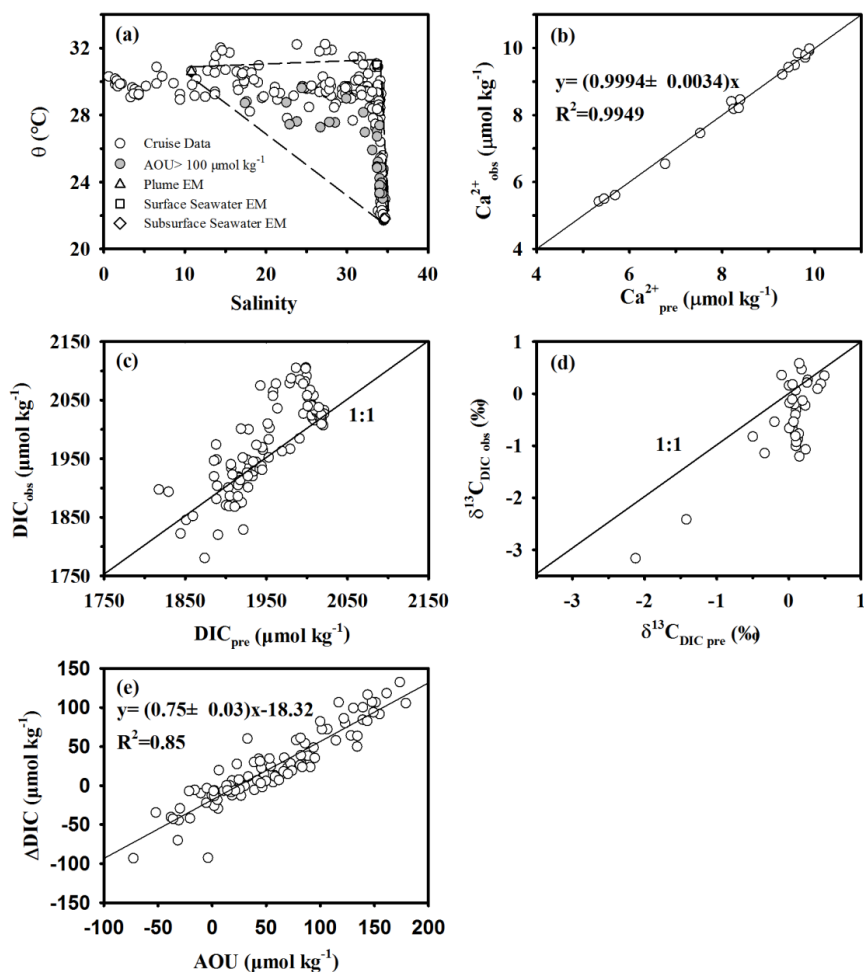 (a)
θ (°C)
32
28
24
20
Cruise Data
AOU> 100 μmol kg⁻¹
Plume EM
Surface Seawater EM
Subsurface Seawater EM
0 10 20 30 40
Salinity
(b)
Ca²⁺obs (μmol kg⁻¹)
10
8
6
4
y= (0.9994± 0.0034)x
R²=0.9949
4 6 8 10
Ca²⁺pre (μmol kg⁻¹)
(c)
DICobs (μmol kg⁻¹)
2150
2050
1950
1850
1750
1:1
1750 1850 1950 2050 2150
DICpre (μmol kg⁻¹)
(d)
δ¹³CDIC obs (‰)
1
0
-1
-2
-3
1:1
-3 -2 -1 0 1
δ¹³CDIC pre (‰)
(e)
ΔDIC (μmol kg⁻¹)
150
100
50
0
-50
-100
-150
y= (0.75± 0.03)x-18.32
R²=0.85
-100 -50 0 50 100 150 200
AOU (μmol kg⁻¹)